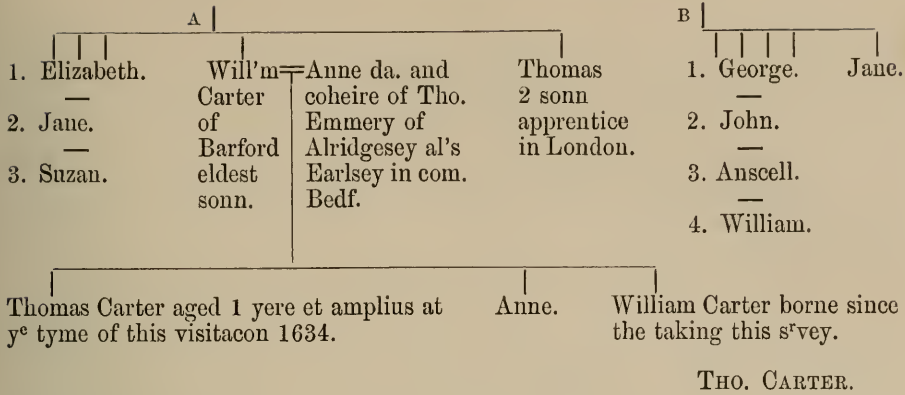 A
B
1. Elizabeth.
—
2. Jane.
—
3. Suzan.
Will'm
Carter
of
Barford
eldest
sonn.
Anne da. and
coheire of Tho.
Emmery of
Alridgesey al's
Earlsey in com.
Bedf.
Thomas
2 sonn
apprentice
in London.
1. George.
—
2. John.
—
3. Anscell.
—
4. William.
Jane.
Thomas Carter aged 1 yere et amplius at
yᵉ tyme of this visitacon 1634.
Anne.
William Carter borne since
the taking this sʳvey.
THO. CARTER.